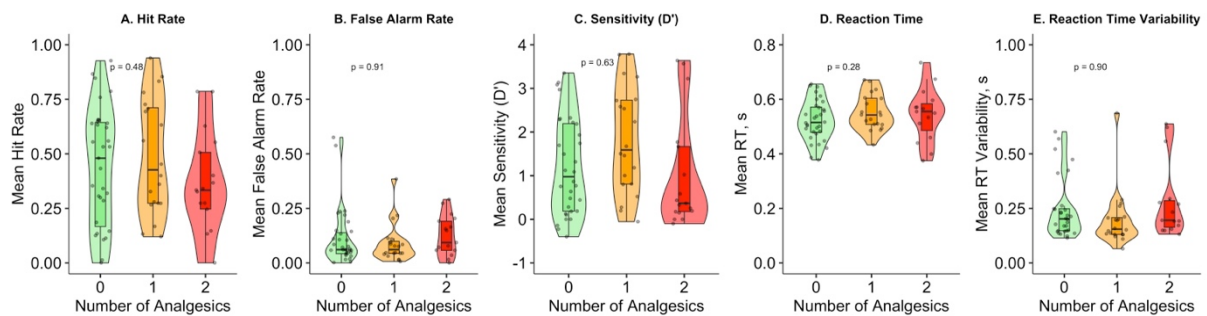 A. Hit Rate
Mean Hit Rate
1.00
0.75
0.50
0.25
0.00
p = 0.48
0 1 2
Number of Analgesics
B. False Alarm Rate
Mean False Alarm Rate
1.00
0.75
0.50
0.25
0.00
p = 0.91
0 1 2
Number of Analgesics
C. Sensitivity (D')
Mean Sensitivity (D')
4
3
2
1
0
-1
p = 0.63
0 1 2
Number of Analgesics
D. Reaction Time
Mean RT, s
0.8
0.6
0.4
0.2
0.0
p = 0.28
0 1 2
Number of Analgesics
E. Reaction Time Variability
Mean RT Variability, s
1.00
0.75
0.50
0.25
0.00
p = 0.90
0 1 2
Number of Analgesics